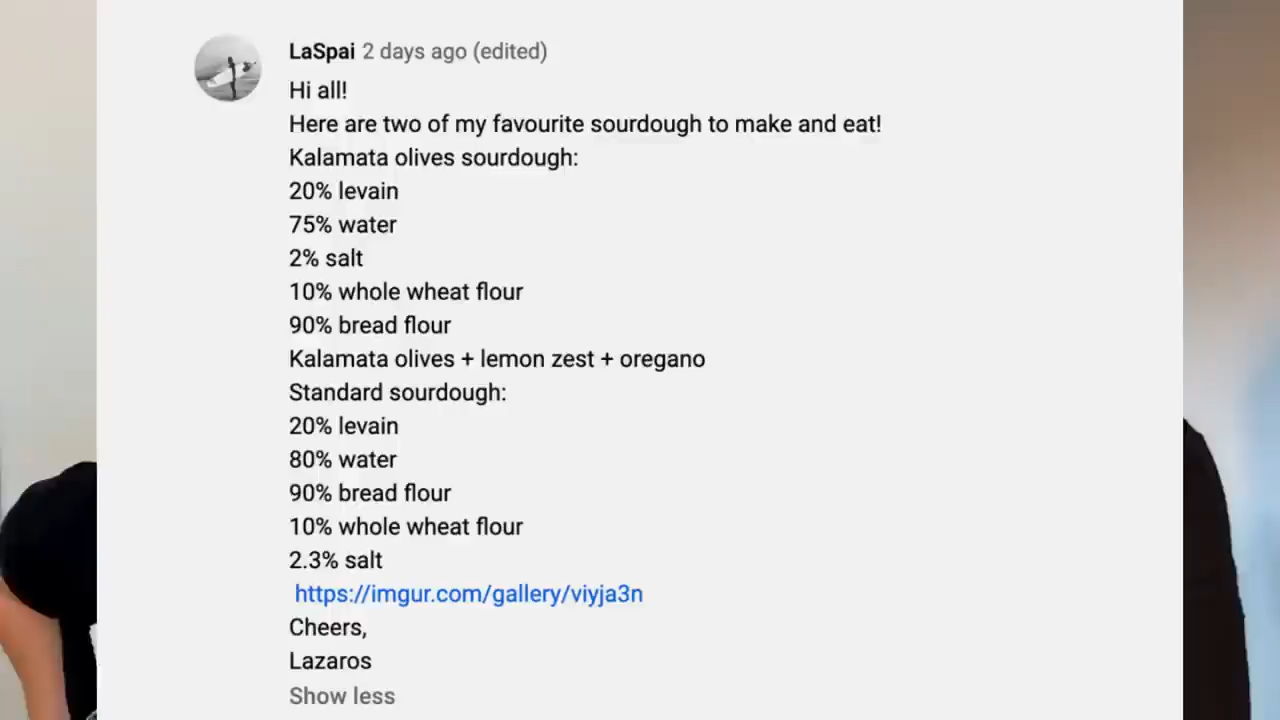 LaSpai 2 days ago (edited)
Hi all!
Here are two of my favourite sourdough to make and eat!
Kalamata olives sourdough:
20% levain
75% water
2% salt
10% whole wheat flour
90% bread flour
Kalamata olives + lemon zest + oregano
Standard sourdough:
20% levain
80% water
90% bread flour
10% whole wheat flour
2.3% salt
https://imgur.com/gallery/viyja3n
Cheers,
Lazaros
Show less